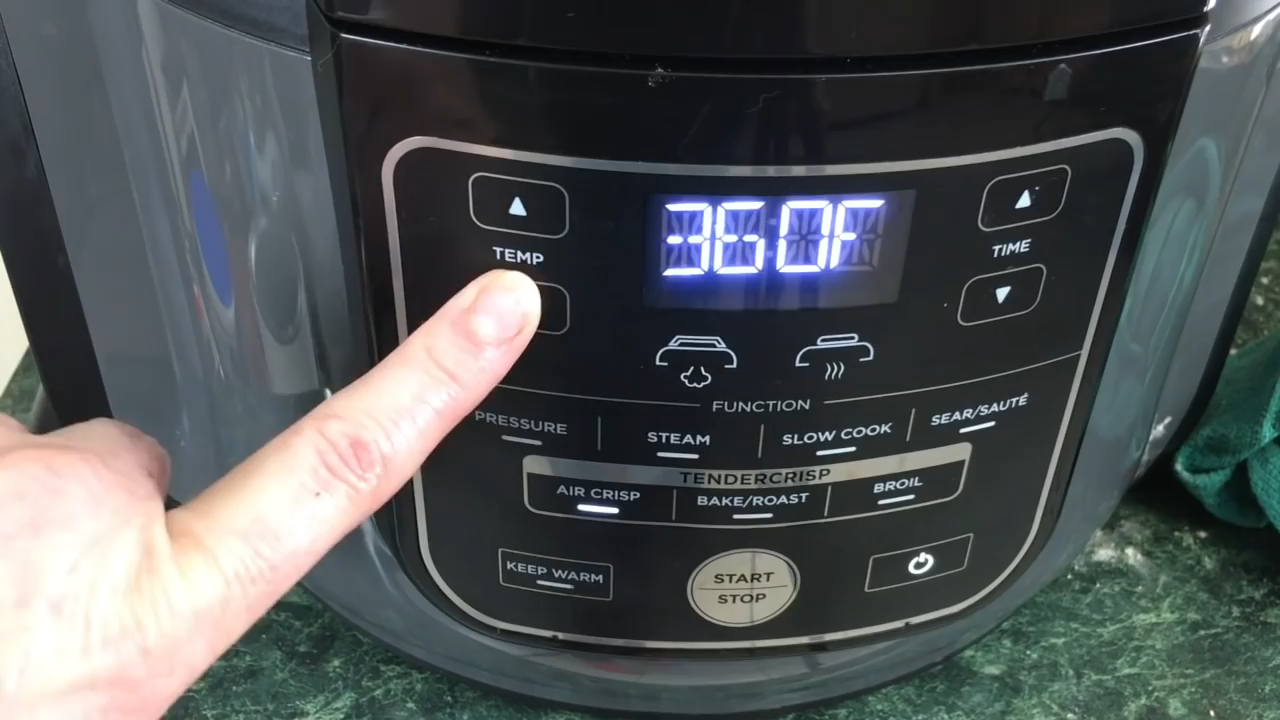 360F
TEMP
TIME
FUNCTION
PRESSURE
STEAM
SLOW COOK
SEAR/SAUTÉ
TENDERCRISP
AIR CRISP
BAKE/ROAST
BROIL
KEEP WARM
START
STOP